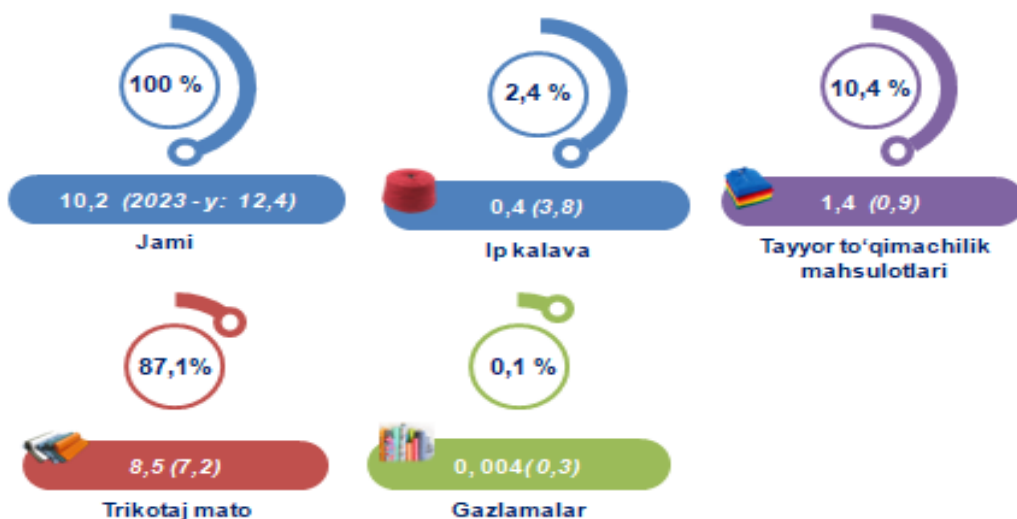 100 %
10,2 (2023 - y: 12,4)
Jami
2,4 %
0,4 (3,8)
Ip kalava
10,4 %
1,4 (0,9)
Tayyor to‘qimachilik
mahsulotlari
87,1%
8,5 (7,2)
Trikotaj mato
0,1 %
0, 004(0,3)
Gazlamalar